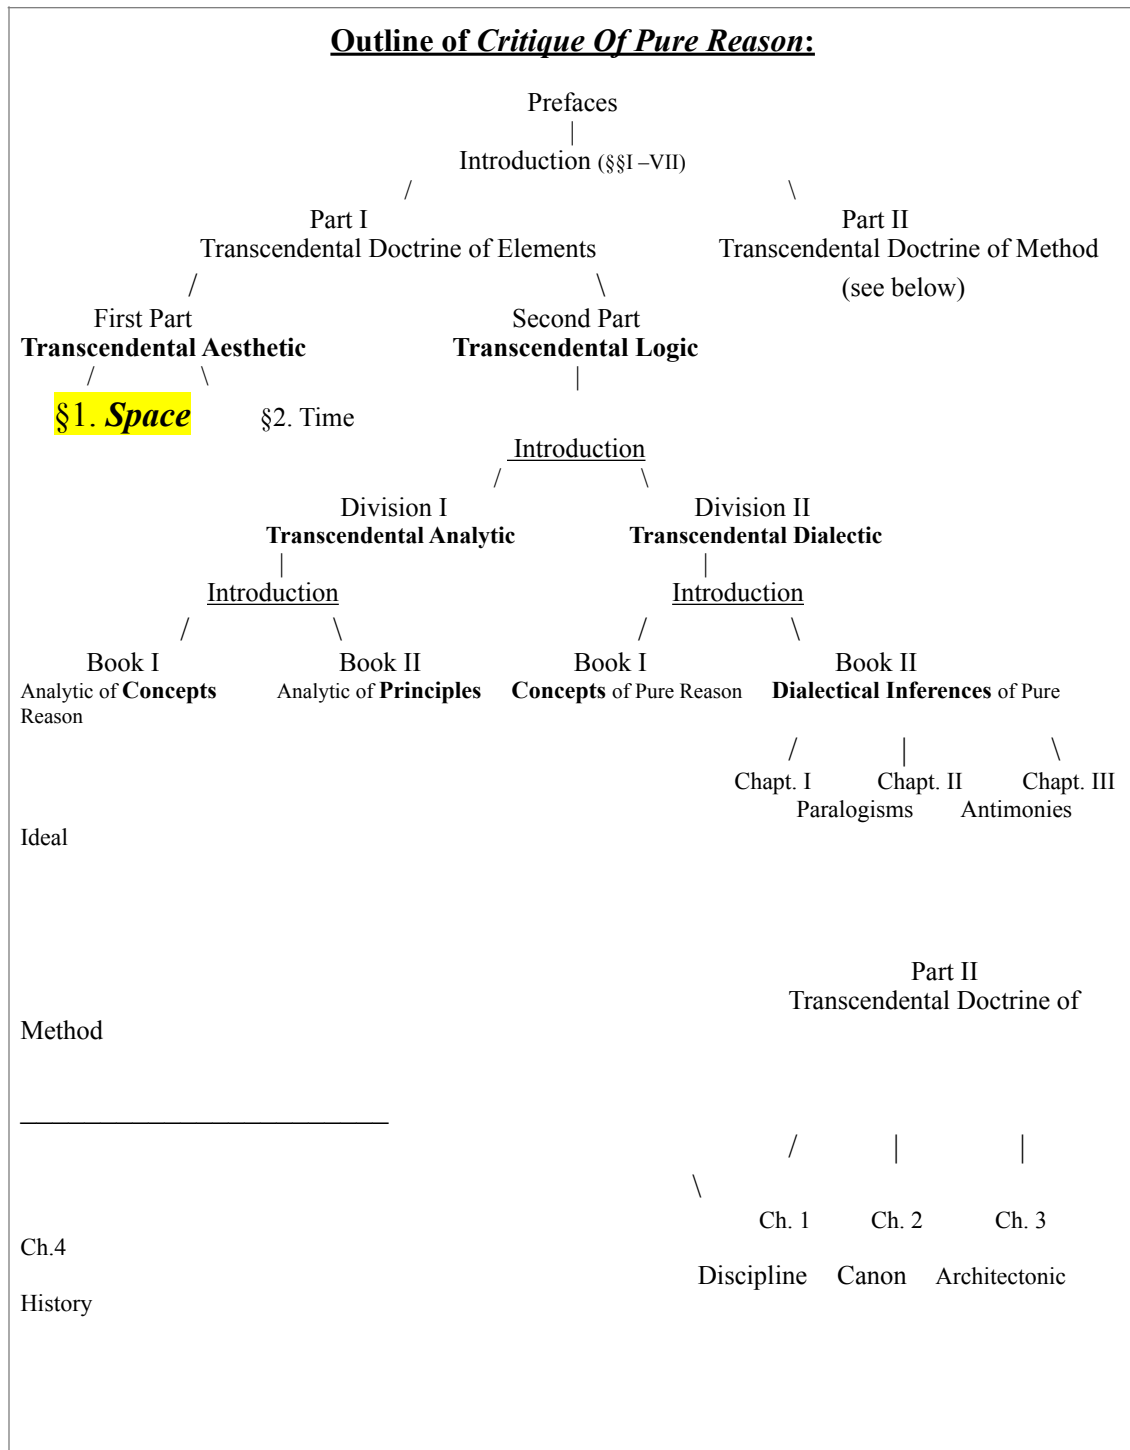 Outline of Critique Of Pure Reason:
Prefaces
|
Introduction (§§I –VII)
/ \
Part I Part II
Transcendental Doctrine of Elements Transcendental Doctrine of Method
/ \ (see below)
First Part Second Part
Transcendental Aesthetic Transcendental Logic
/ \ |
§1. Space §2. Time
Introduction
/ \
Division I Division II
Transcendental Analytic Transcendental Dialectic
| |
Introduction Introduction
/ \ / \
Book I Book II Book I Book II
Analytic of Concepts Analytic of Principles Concepts of Pure Reason Dialectical Inferences of Pure
Reason
/ | \
Chapt. I Chapt. II Chapt. III
Paralogisms Antimonies
Ideal
Part II
Transcendental Doctrine of
Method
____________________________
/ | |
\
Ch. 1 Ch. 2 Ch. 3
Ch.4
Discipline Canon Architectonic
History